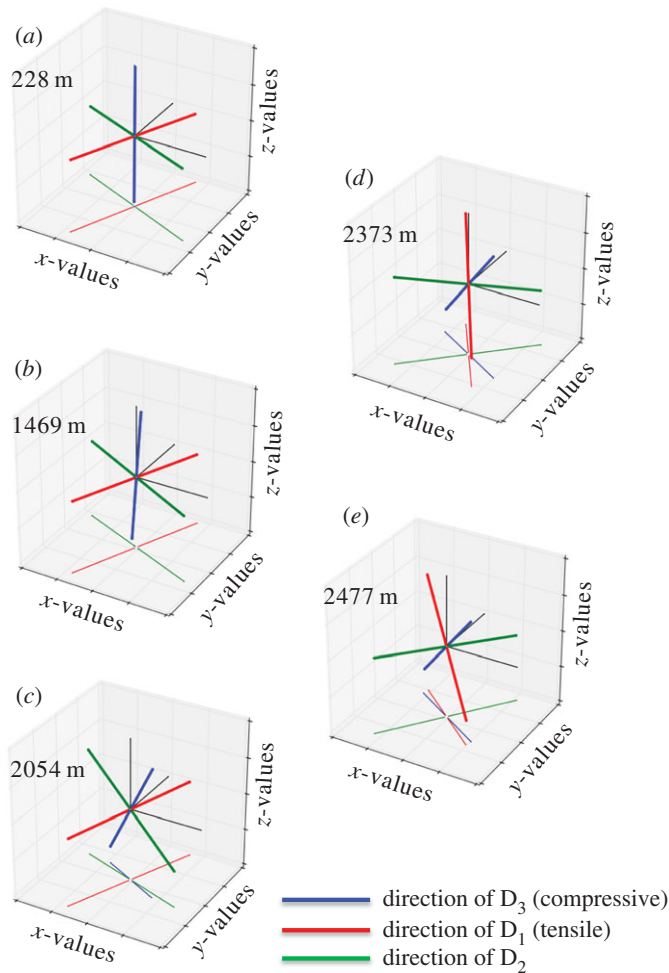 (a)
228 m
z-values
y-values
x-values
(b)
1469 m
z-values
y-values
x-values
(c)
2054 m
z-values
y-values
x-values
(d)
2373 m
z-values
y-values
x-values
(e)
2477 m
z-values
y-values
x-values
direction of D₃ (compressive)
direction of D₁ (tensile)
direction of D₂